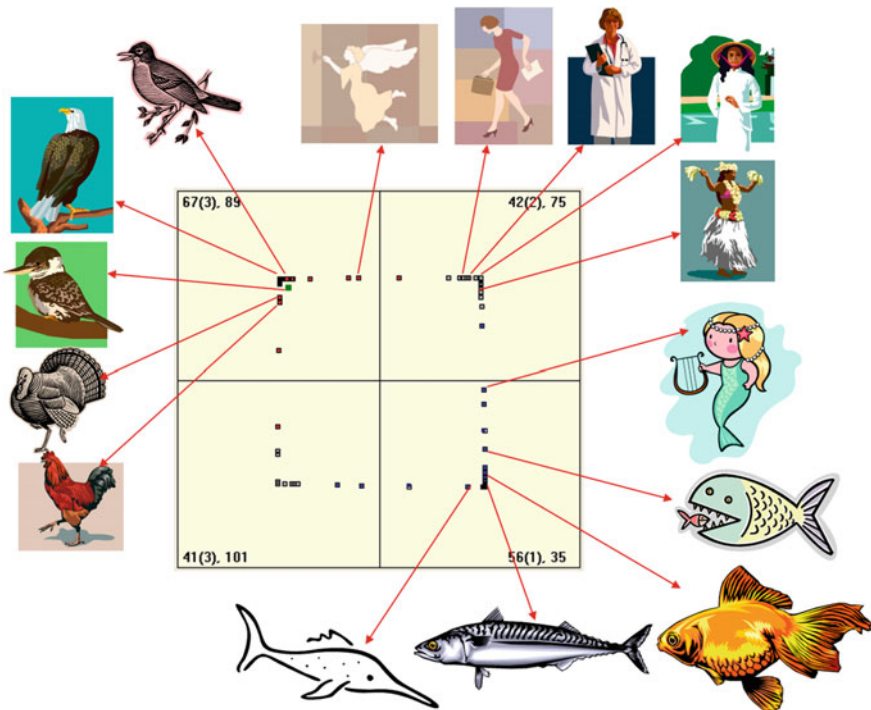 67(3), 89
42(2), 75
41(3), 101
56(1), 35